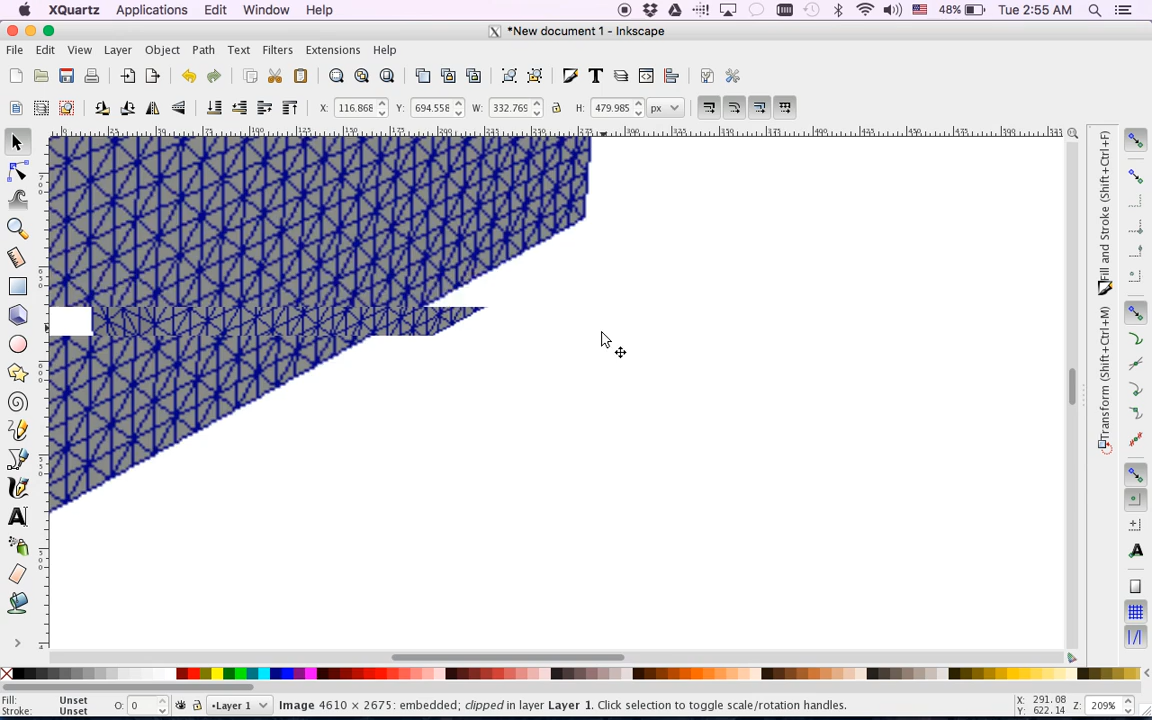 XQuartz Applications Edit Window Help 48% Tue 2:55 AM
*New document 1 - Inkscape
File Edit View Layer Object Path Text Filters Extensions Help
X: 116.868 Y: 694.558 W: 332.769 H: 479.985 px
Fill and Stroke (Shift+Ctrl+F)
Transform (Shift+Ctrl+M)
Fill: Unset
Stroke: Unset
O: 0
•Layer 1
Image 4610 × 2675: embedded; clipped in layer Layer 1. Click selection to toggle scale/rotation handles.
X: 291.08
Y: 622.14
Z: 209%